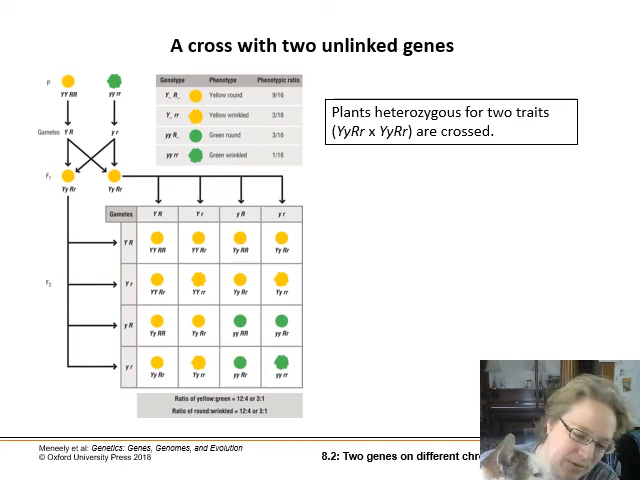 A cross with two unlinked genes
P
YY RR
yy rr
Gametes
Y R
y r
F1
Yy Rr
Yy Rr
Genotype Phenotype Phenotypic ratio
Y_ R_ Yellow round 9/16
Y_ rr Yellow wrinkled 3/16
yy R_ Green round 3/16
yy rr Green wrinkled 1/16
Plants heterozygous for two traits
(YyRr x YyRr) are crossed.
F2
Gametes Y R Y r y R y r
Y R
YY RR YY Rr Yy RR Yy Rr
Y r
YY Rr YY rr Yy Rr Yy rr
y R
Yy RR Yy Rr yy RR yy Rr
y r
Yy Rr Yy rr yy Rr yy rr
Ratio of yellow:green = 12:4 or 3:1
Ratio of round:wrinkled = 12:4 or 3:1
Meneely et al: Genetics: Genes, Genomes, and Evolution
© Oxford University Press 2018
8.2: Two genes on different chr